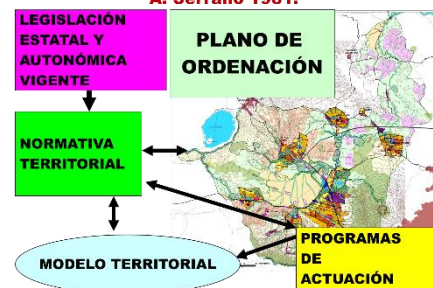 A. Serrano 1981.
LEGISLACIÓN
ESTATAL Y
AUTONÓMICA
VIGENTE
PLANO DE
ORDENACIÓN
NORMATIVA
TERRITORIAL
MODELO TERRITORIAL
PROGRAMAS
DE
ACTUACIÓN